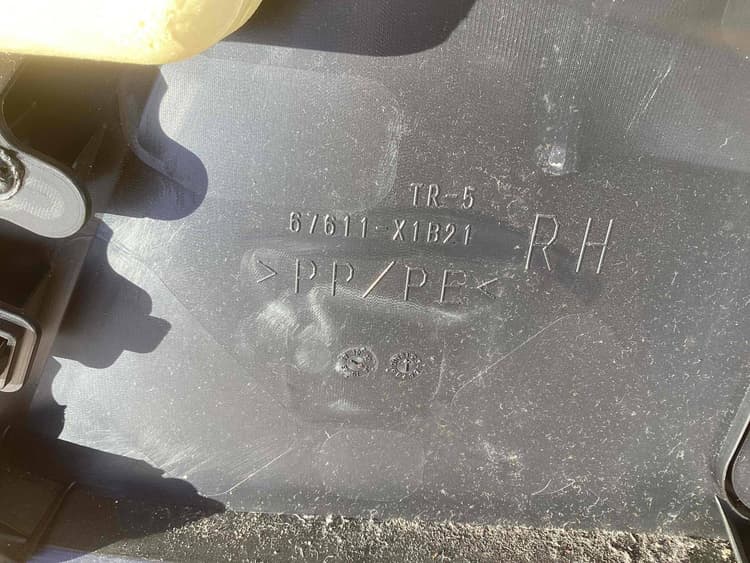 TR-5
67611-X1B21
RH
>PP/PE<